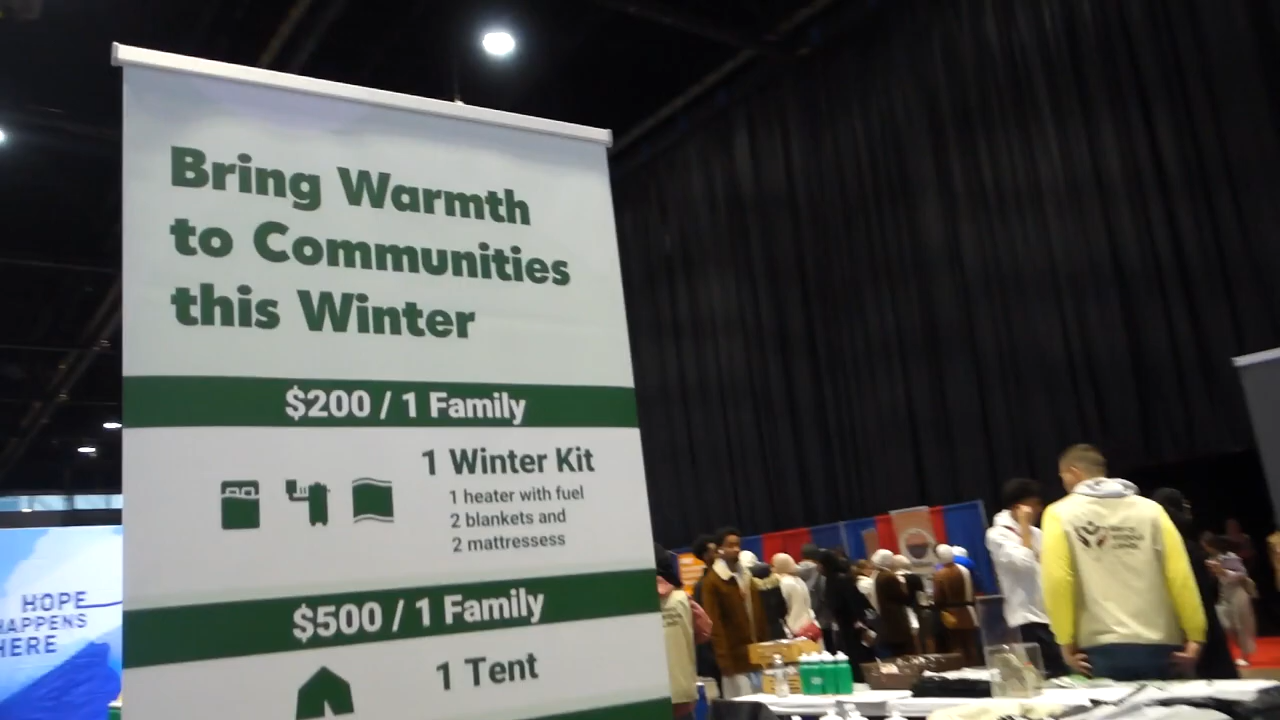 Bring Warmth
to Communities
this Winter
$200 / 1 Family
1 Winter Kit
1 heater with fuel
2 blankets and
2 mattressess
$500 / 1 Family
1 Tent
HOPE
HAPPENS
HERE